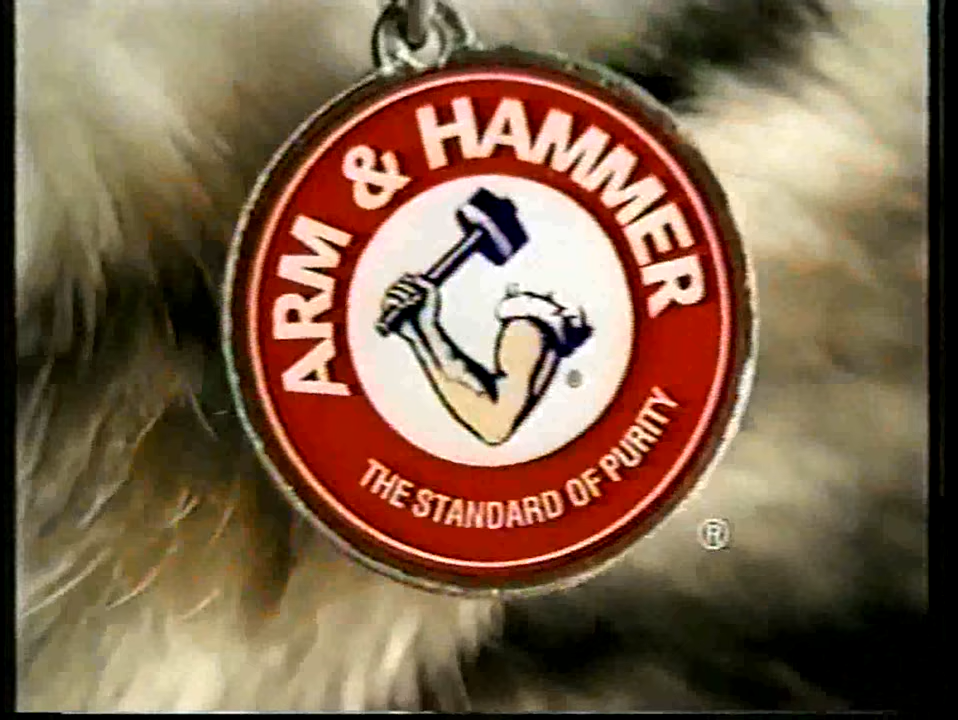 ARM & HAMMER
®
THE STANDARD OF PURITY
®